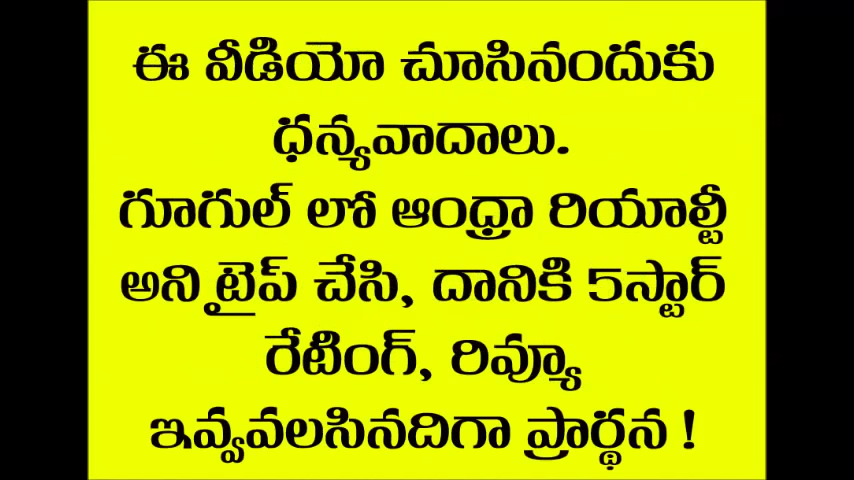 ఈ వీడియో చూసినందుకు
ధన్యవాదాలు.
గూగుల్ లో ఆంధ్రా రియాల్టీ
అని టైప్ చేసి, దానికి 5స్టార్
రేటింగ్, రివ్యూ
ఇవ్వవలసినదిగా ప్రార్థన !